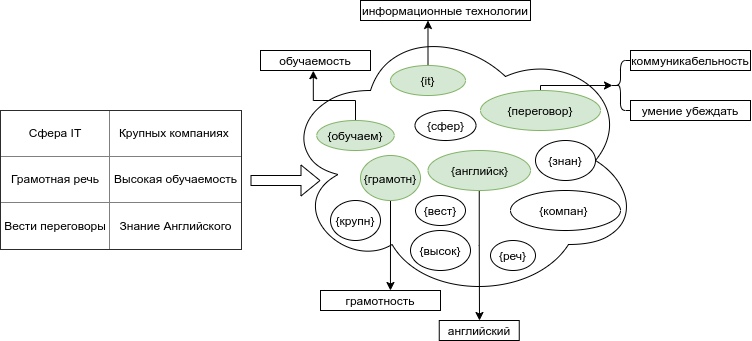 информационные технологии
обучаемость
коммуникабельность
{it}
{переговор}
умение убеждать
Сфера IT
Крупных компаниях
{обучаем}
{сфер}
{знан}
Грамотная речь
Высокая обучаемость
{грамотн}
{английск}
Вести переговоры
Знание Английского
{крупн}
{вест}
{компан}
{высок}
{реч}
грамотность
английский